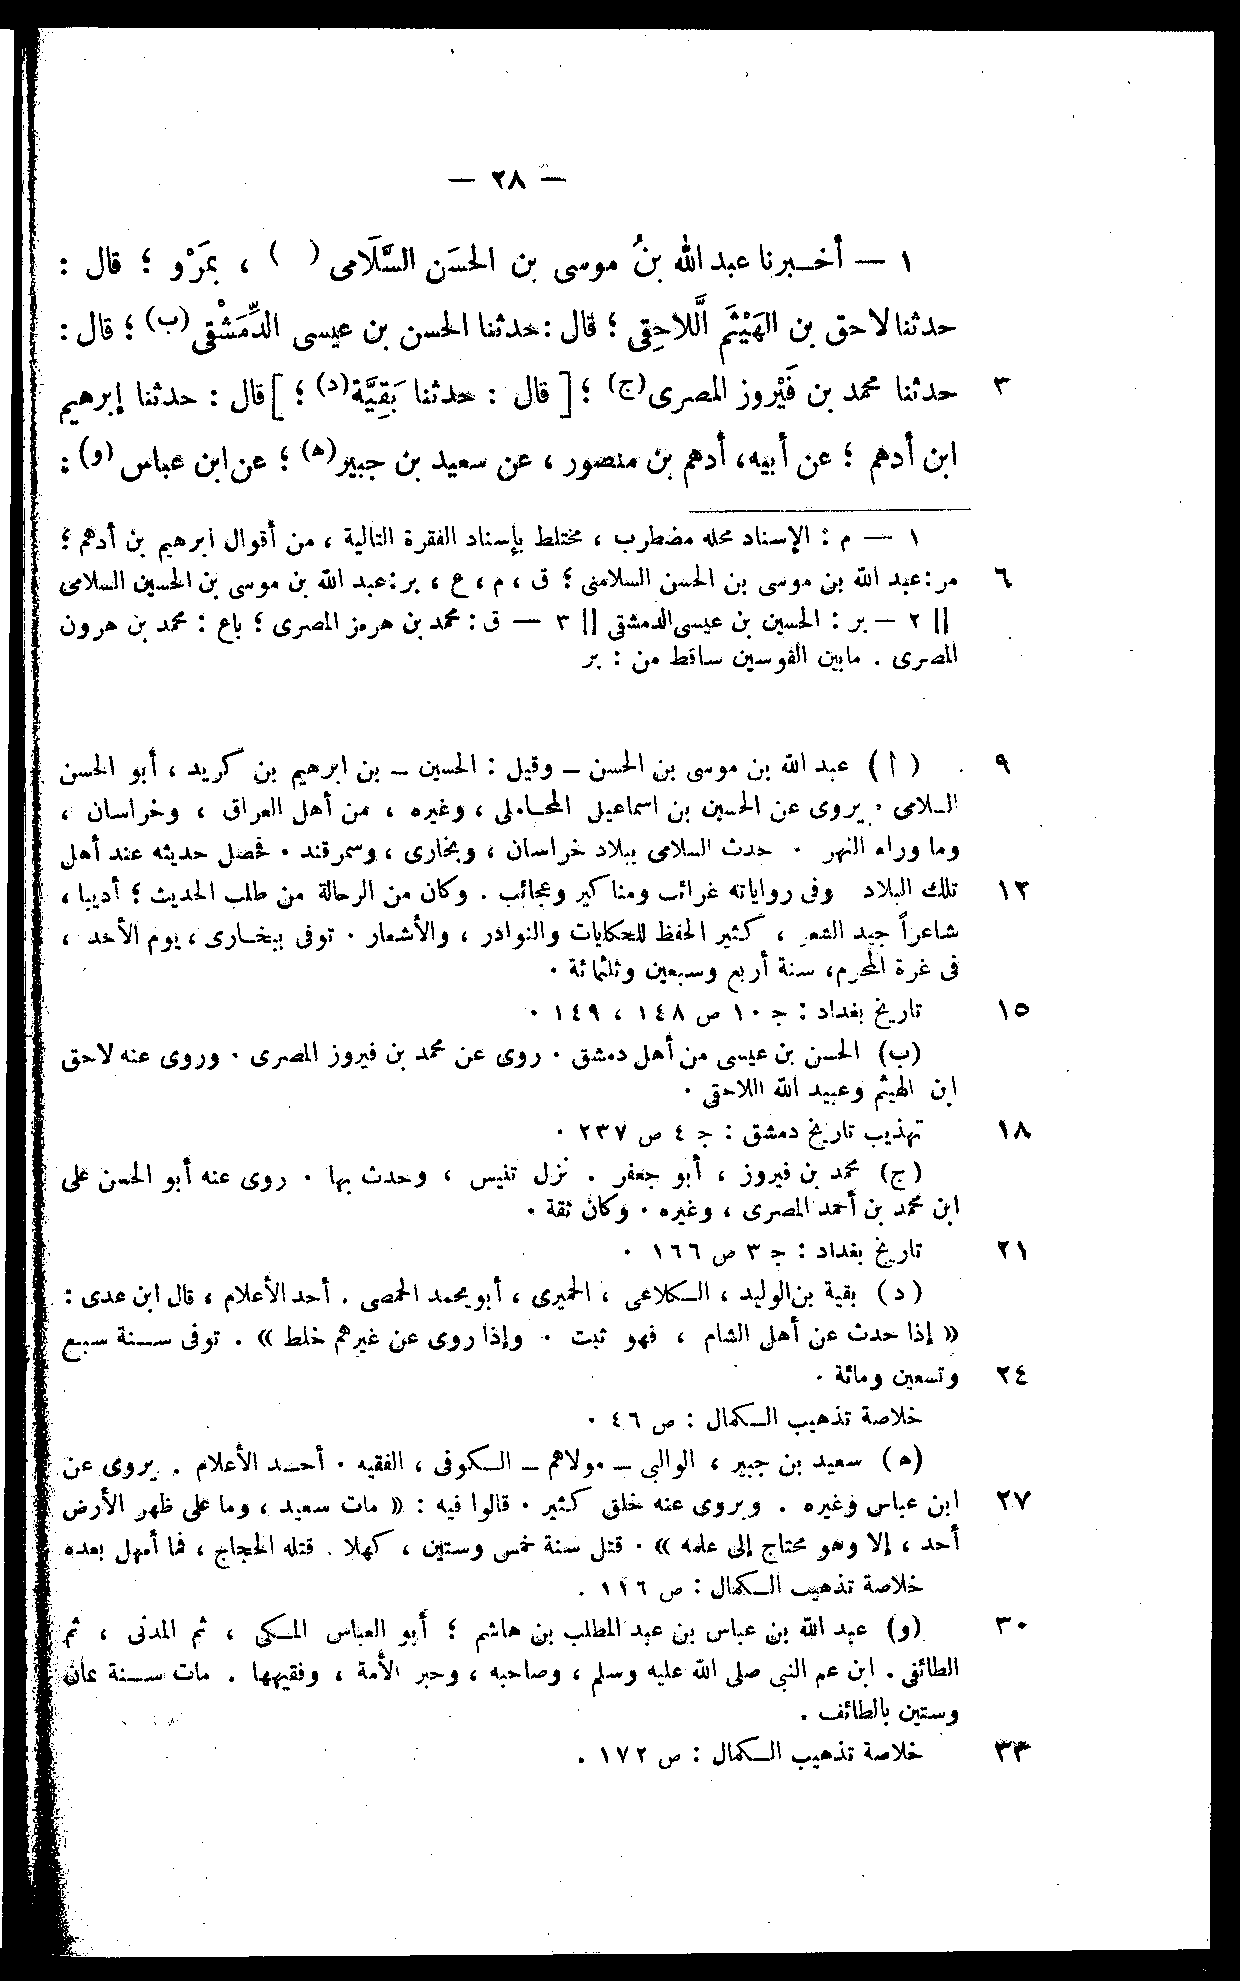 — ٢٨ —
١ — أخـبرنا عبد الله بنُ موسى بن الحسَن السَّلَامى( ) ، بمَرْو ؛ قال :
حدثنا لاحق بن الهَيْثَم اللَّاحِقى ؛ قال : حدثنا الحسن بن عيسى الدِّمَشْقى(ب) ؛ قال :
٣ حدثنا محمد بن فَيْروز المصرى(ج) ؛ [ قال : حدثنا بَقِيَّة(د) ؛ ] قال : حدثنا إبرهيم
ابن أدهم ؛ عن أبيه، أدهم بن منصور ، عن سعيد بن جبير(ه) ؛ عن ابن عباس(و) :
١ — م : الإسناد محله مضطرب ، مختلط بإسناد الفقرة التالية ، من أقوال ابرهيم بن أدهم ؛
٦ مر : عبد الله بن موسى بن الحسن السلامى ؛ ق ، م ، ع ، بر : عبد الله بن موسى بن الحسين السلامى
|| ٢ — بر : الحسين بن عيسى الدمشقى || ٣ — ق : محمد بن هرمز المصرى ؛ باع : محمد بن هرون
المصرى . مابين القوسين ساقط من : بر
٩ ( ا ) عبد الله بن موسى بن الحسن – وقيل : الحسين – بن ابرهيم بن كريد ، أبو الحسن
السلامى . يروى عن الحسين بن اسماعيل المحـاملى ، وغيره ، من أهل العراق ، وخراسان ،
وما وراء النهر . حدث السلامى ببلاد خراسان ، وبخارى ، وسمرقند . فحصل حديثه عند أهل
١٢ تلك البلاد وفى رواياته غرائب ومناكير وعجائب . وكان من الرحالة من طلب الحديث ؛ أديبا ،
شاعراً جيد الشعر ، كثير الحفظ للحكايات والنوادر ، والأشعار . توفى ببخـارى ، يوم الأحد ،
فى غرة المحرم، سنة أربع وسبعين وثلثمائة .
١٥ تاريخ بغداد : ج ١٠ ص ١٤٨ ، ١٤٩ .
(ب) الحسن بن عيسى من أهل دمشق . روى عن محمد بن فيروز المصرى . وروى عنه لاحق
ابن الهيثم وعبيد الله اللاحقى .
١٨ تهذيب تاريخ دمشق : ج ٤ ص ٢٣٧ .
(ج) محمد بن فيروز ، أبو جعفر . نزل تنيس ، وحدث بها . روى عنه أبو الحسن على
ابن محمد بن أحمد المصرى ، وغيره . وكان ثقة .
٢١ تاريخ بغداد : ج ٣ ص ١٦٦ .
(د) بقية بن الوليد ، الـكلاعى ، الحميرى ، أبو محمد الحمصى . أحد الأعلام ، قال ابن عدى :
« إذا حدث عن أهل الشام ، فهو ثبت . وإذا روى عن غيرهم خلط » . توفى ســنة سبع
٢٤ وتسعين ومائة .
خلاصة تذهيب الـكمال : ص ٤٦ .
(ه) سعيد بن جبير ، الوالبى – مولاهم – الـكوفى ، الفقيه . أحـد الأعلام . يروى عن
٢٧ ابن عباس وغيره . ويروى عنه خلق كثير . قالوا فيه : « مات سعيد ، وما على ظهر الأرض
أحد ، إلا وهو محتاج إلى علمه » . قتل سنة خمس وستين ، كهلا . قتله الحجاج ، فما أمهل بعده
خلاصة تذهيب الـكمال : ص ١١٦ .
٣٠ (و) عبد الله بن عباس بن عبد المطلب بن هاشم ؛ أبو العباس المـكى ، ثم المدنى ، ثم
الطائفى . ابن عم النبى صلى الله عليه وسلم ، وصاحبه ، وحبر الأمة ، وفقيهها . مات ســنة ثمان
وستين بالطائف .
٣٣ خلاصة تذهيب الـكمال : ص ١٧٢ .